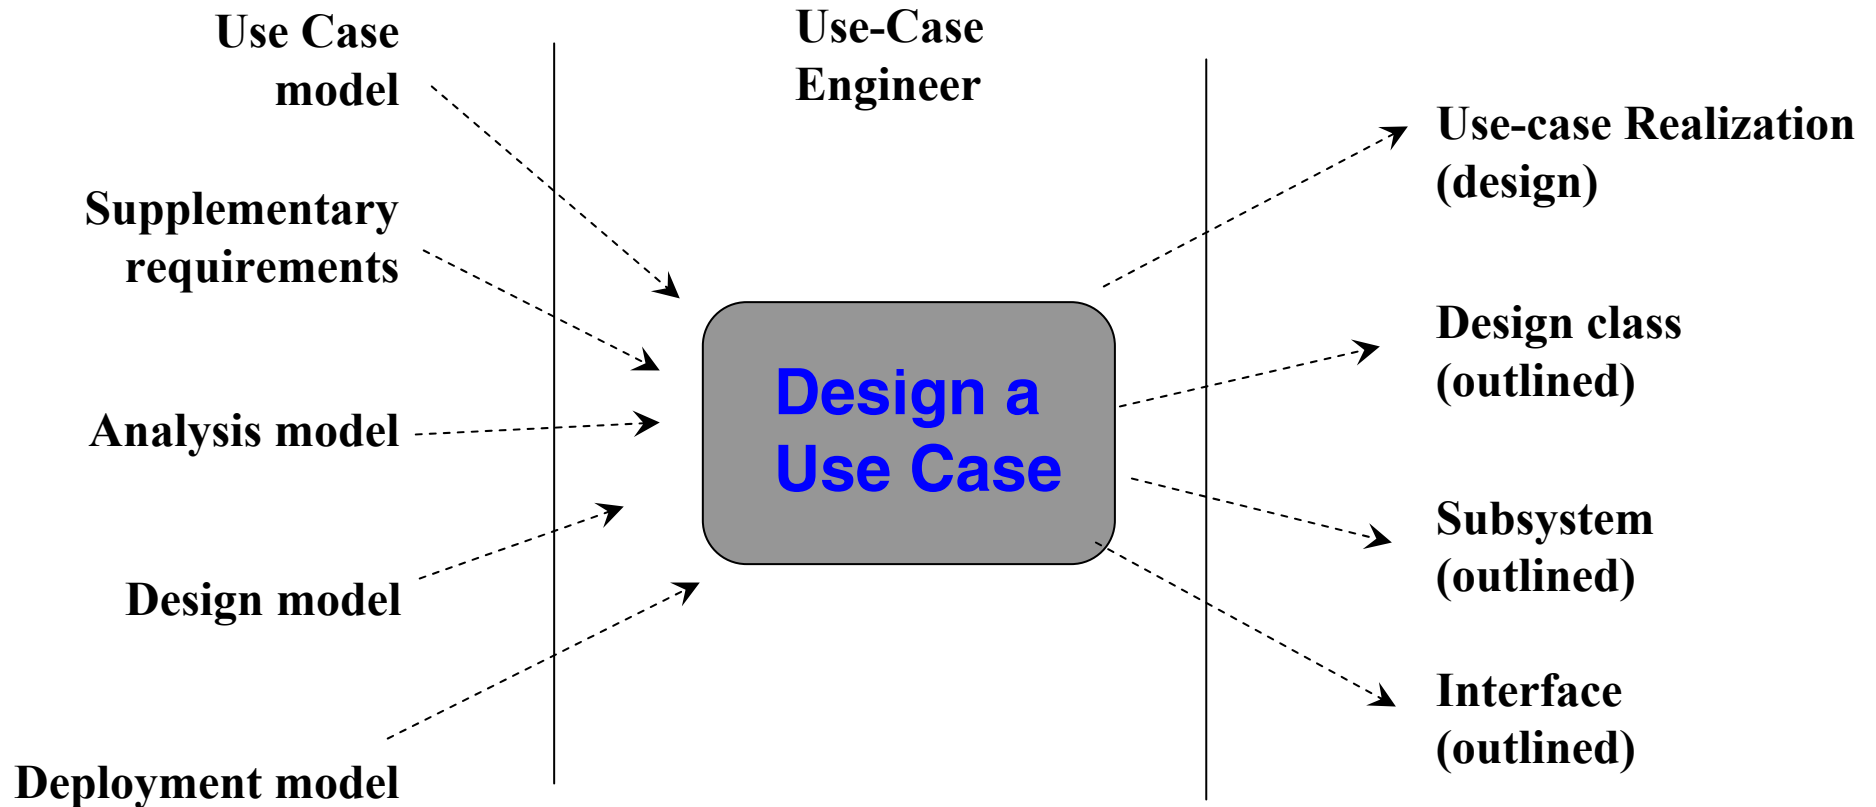 Use Case
model
Supplementary
requirements
Analysis model
Design model
Deployment model
Use-Case
Engineer
Design a
Use Case
Use-case Realization
(design)
Design class
(outlined)
Subsystem
(outlined)
Interface
(outlined)